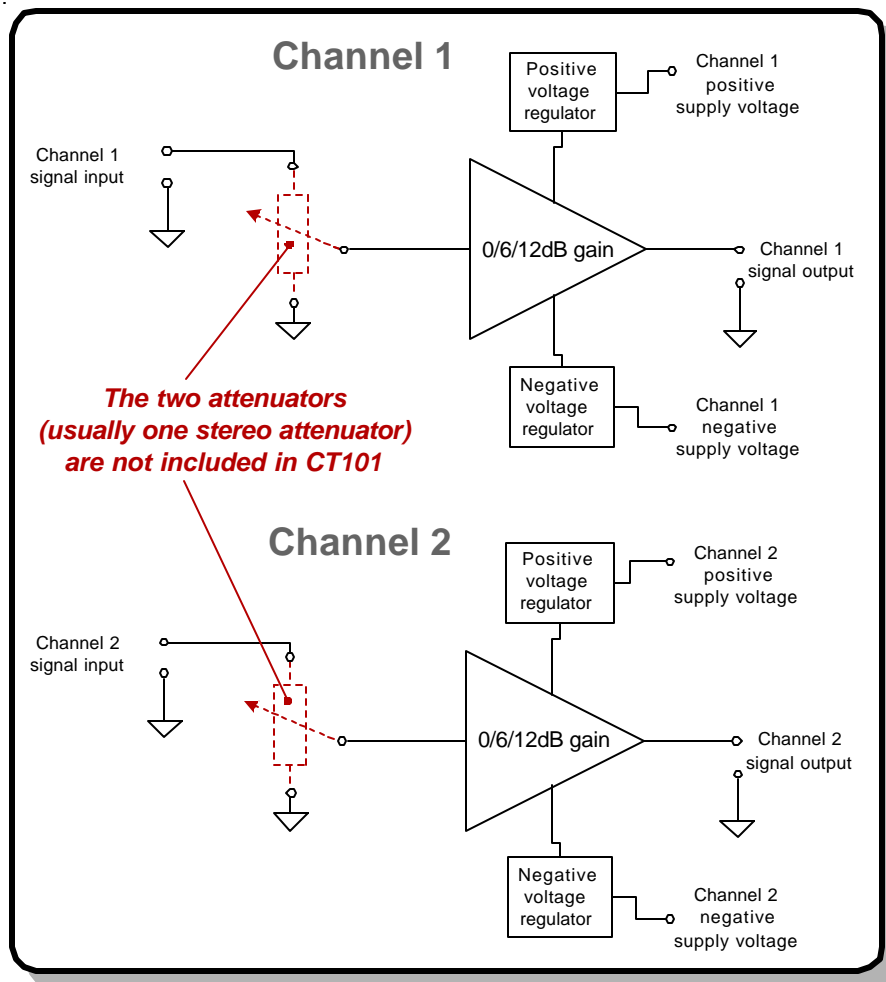 Channel 1
Positive
voltage
regulator
Channel 1
positive
supply voltage
Channel 1
signal input
0/6/12dB gain
Channel 1
signal output
Negative
voltage
regulator
Channel 1
negative
supply voltage
The two attenuators
(usually one stereo attenuator)
are not included in CT101
Channel 2
Positive
voltage
regulator
Channel 2
positive
supply voltage
Channel 2
signal input
0/6/12dB gain
Channel 2
signal output
Negative
voltage
regulator
Channel 2
negative
supply voltage